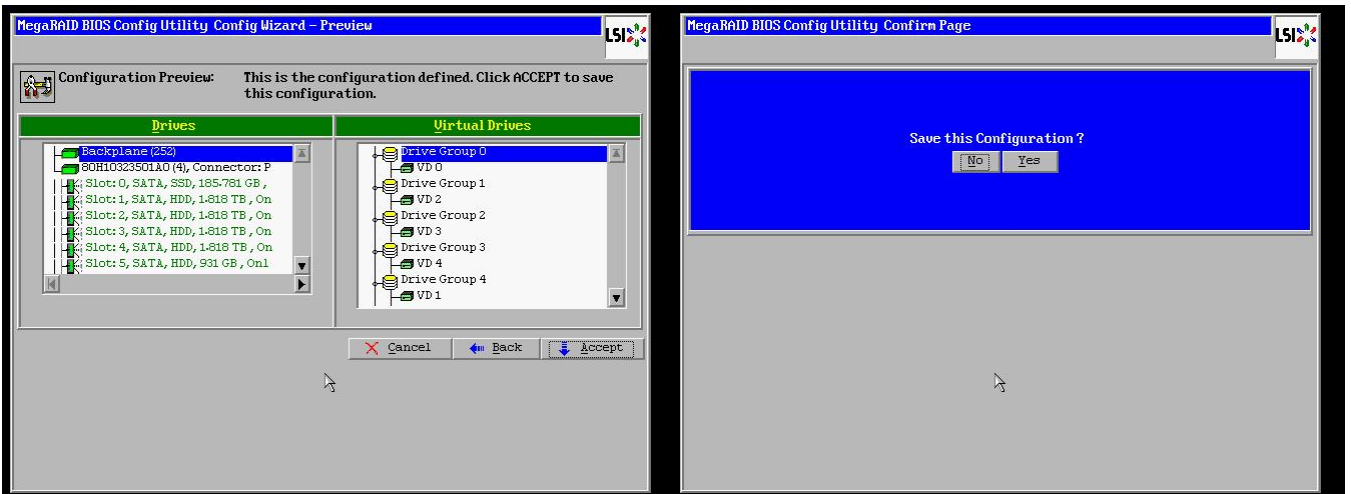 MegaRAID BIOS Config Utility Config Wizard - Preview
LSI
Configuration Preview: This is the configuration defined. Click ACCEPT to save
this configuration.
Drives
Backplane (252)
80H10323501A0 (4), Connector: P
Slot: 0, SATA, SSD, 185.781 GB ,
Slot: 1, SATA, HDD, 1.818 TB , On
Slot: 2, SATA, HDD, 1.818 TB , On
Slot: 3, SATA, HDD, 1.818 TB , On
Slot: 4, SATA, HDD, 1.818 TB , On
Slot: 5, SATA, HDD, 931 GB , Onl
Virtual Drives
Drive Group 0
VD 0
Drive Group 1
VD 2
Drive Group 2
VD 3
Drive Group 3
VD 4
Drive Group 4
VD 1
Cancel Back Accept
MegaRAID BIOS Config Utility Confirm Page
LSI
Save this Configuration ?
No Yes